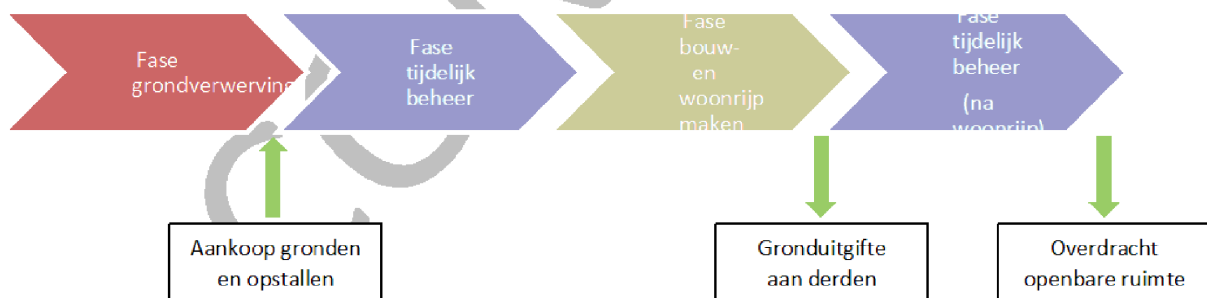 Fase
grondverwerving
Fase
tijdelijk
beheer
Fase
bouw-
en
woonrijp
maken
Fase
tijdelijk
beheer
(na
woonrijp)
Aankoop gronden
en opstallen
Gronduitgifte
aan derden
Overdracht
openbare ruimte